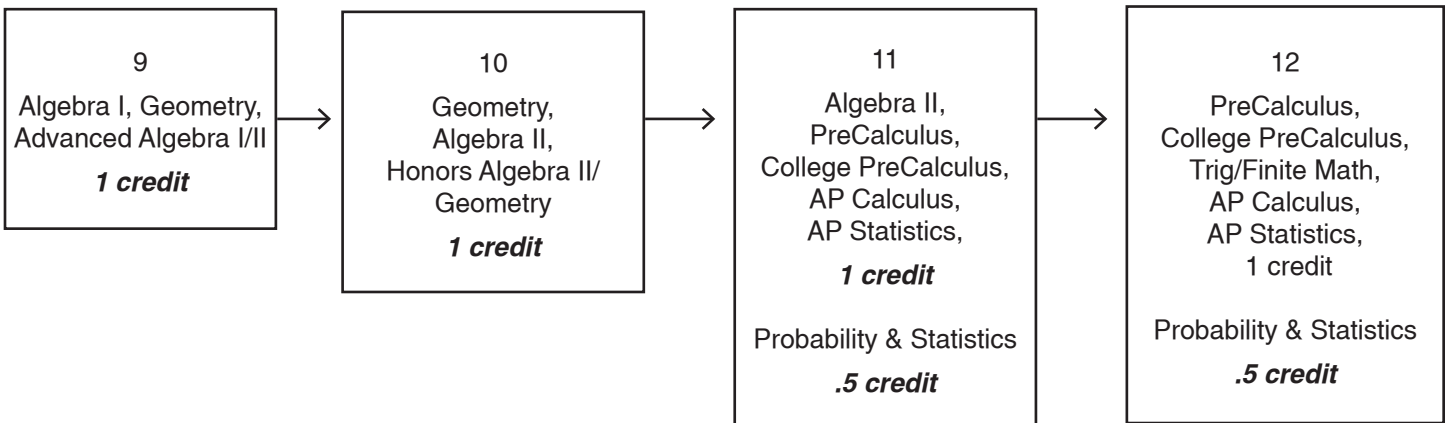 9
Algebra I, Geometry,
Advanced Algebra I/II
1 credit
10
Geometry,
Algebra II,
Honors Algebra II/
Geometry
1 credit
11
Algebra II,
PreCalculus,
College PreCalculus,
AP Calculus,
AP Statistics,
1 credit
Probability & Statistics
.5 credit
12
PreCalculus,
College PreCalculus,
Trig/Finite Math,
AP Calculus,
AP Statistics,
1 credit
Probability & Statistics
.5 credit